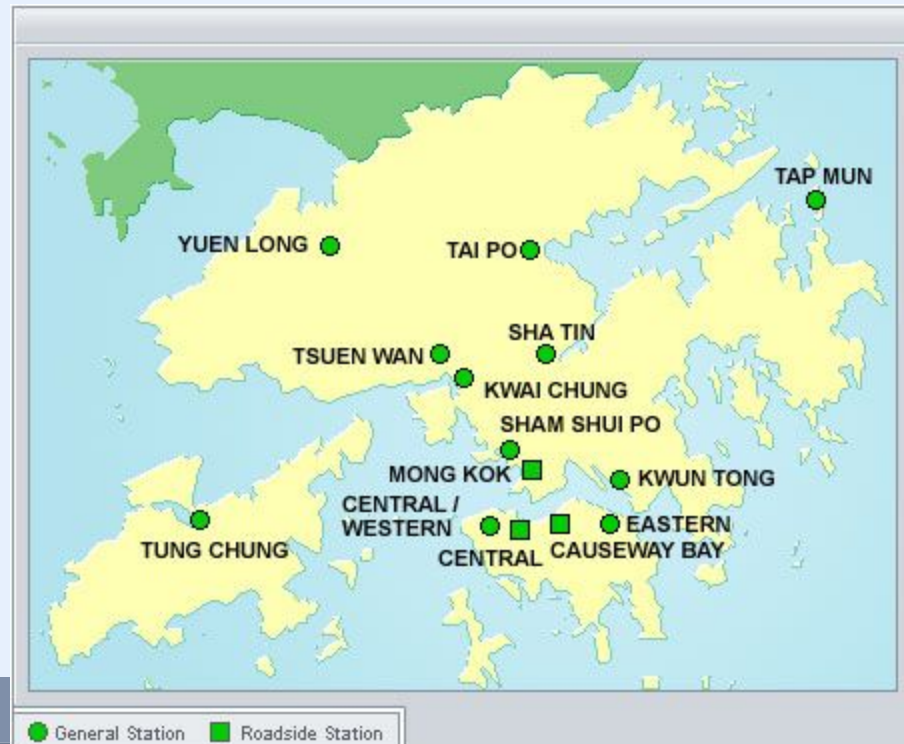 TAP MUN
YUEN LONG
TAI PO
SHA TIN
TSUEN WAN
KWAI CHUNG
SHAM SHUI PO
MONG KOK
KWUN TONG
CENTRAL /
WESTERN
EASTERN
TUNG CHUNG
CENTRAL
CAUSEWAY BAY
General Station
Roadside Station